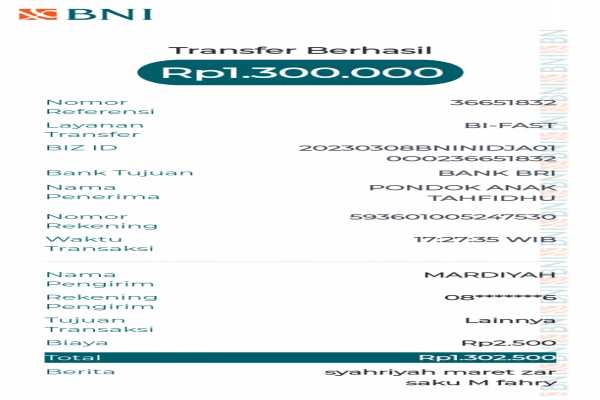 BNI
Transfer Berhasil
Rp1.300.000
Nomor Referensi 36651832
Layanan Transfer BI-FAST
BIZ ID 20230308BNINIDJA01
0O0236651832
Bank Tujuan BANK BRI
Nama Penerima PONDOK ANAK TAHFIDHU
Nomor Rekening 593601005247530
Waktu Transaksi 17:27:35 WIB
Nama Pengirim MARDIYAH
Rekening Pengirim 08*******6
Tujuan Transaksi Lainnya
Biaya Rp2.500
Total Rp1.302.500
Berita syahriyah maret zar
saku M fahry